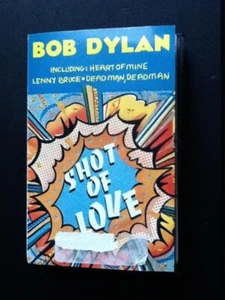 BOB DYLAN
INCLUDING: HEART OF MINE
LENNY BRUCE • DEAD MAN, DEAD MAN
SHOT
OF
LOVE